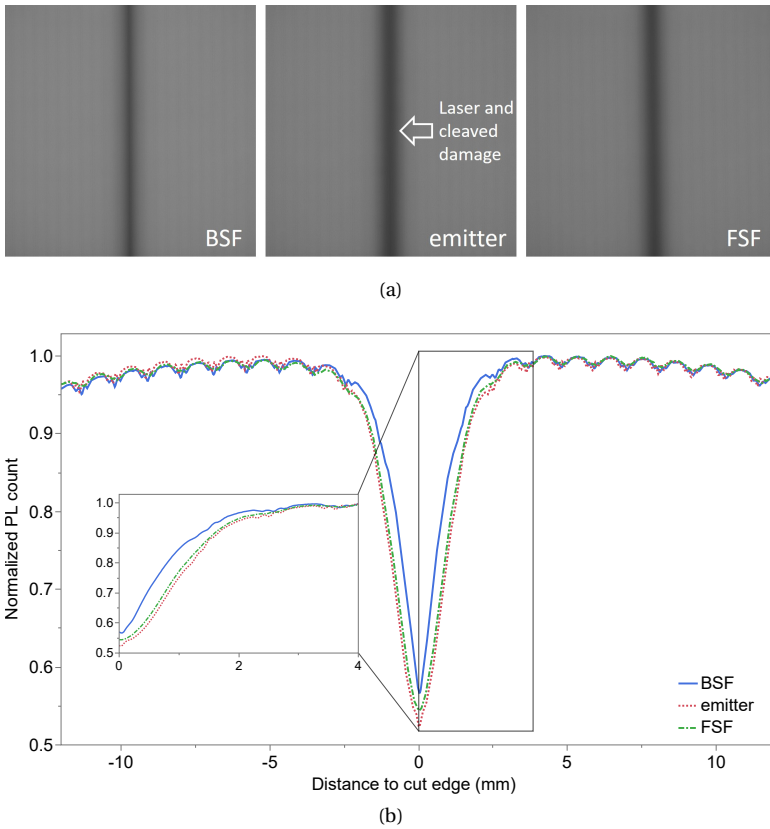 Laser and
cleaved
damage
BSF
emitter
FSF
(a)
Normalized PL count
1.0
0.9
0.8
0.7
0.6
0.5
1.0
0.9
0.8
0.7
0.6
0.5
0
2
4
BSF
emitter
FSF
-10
-5
0
5
10
Distance to cut edge (mm)
(b)